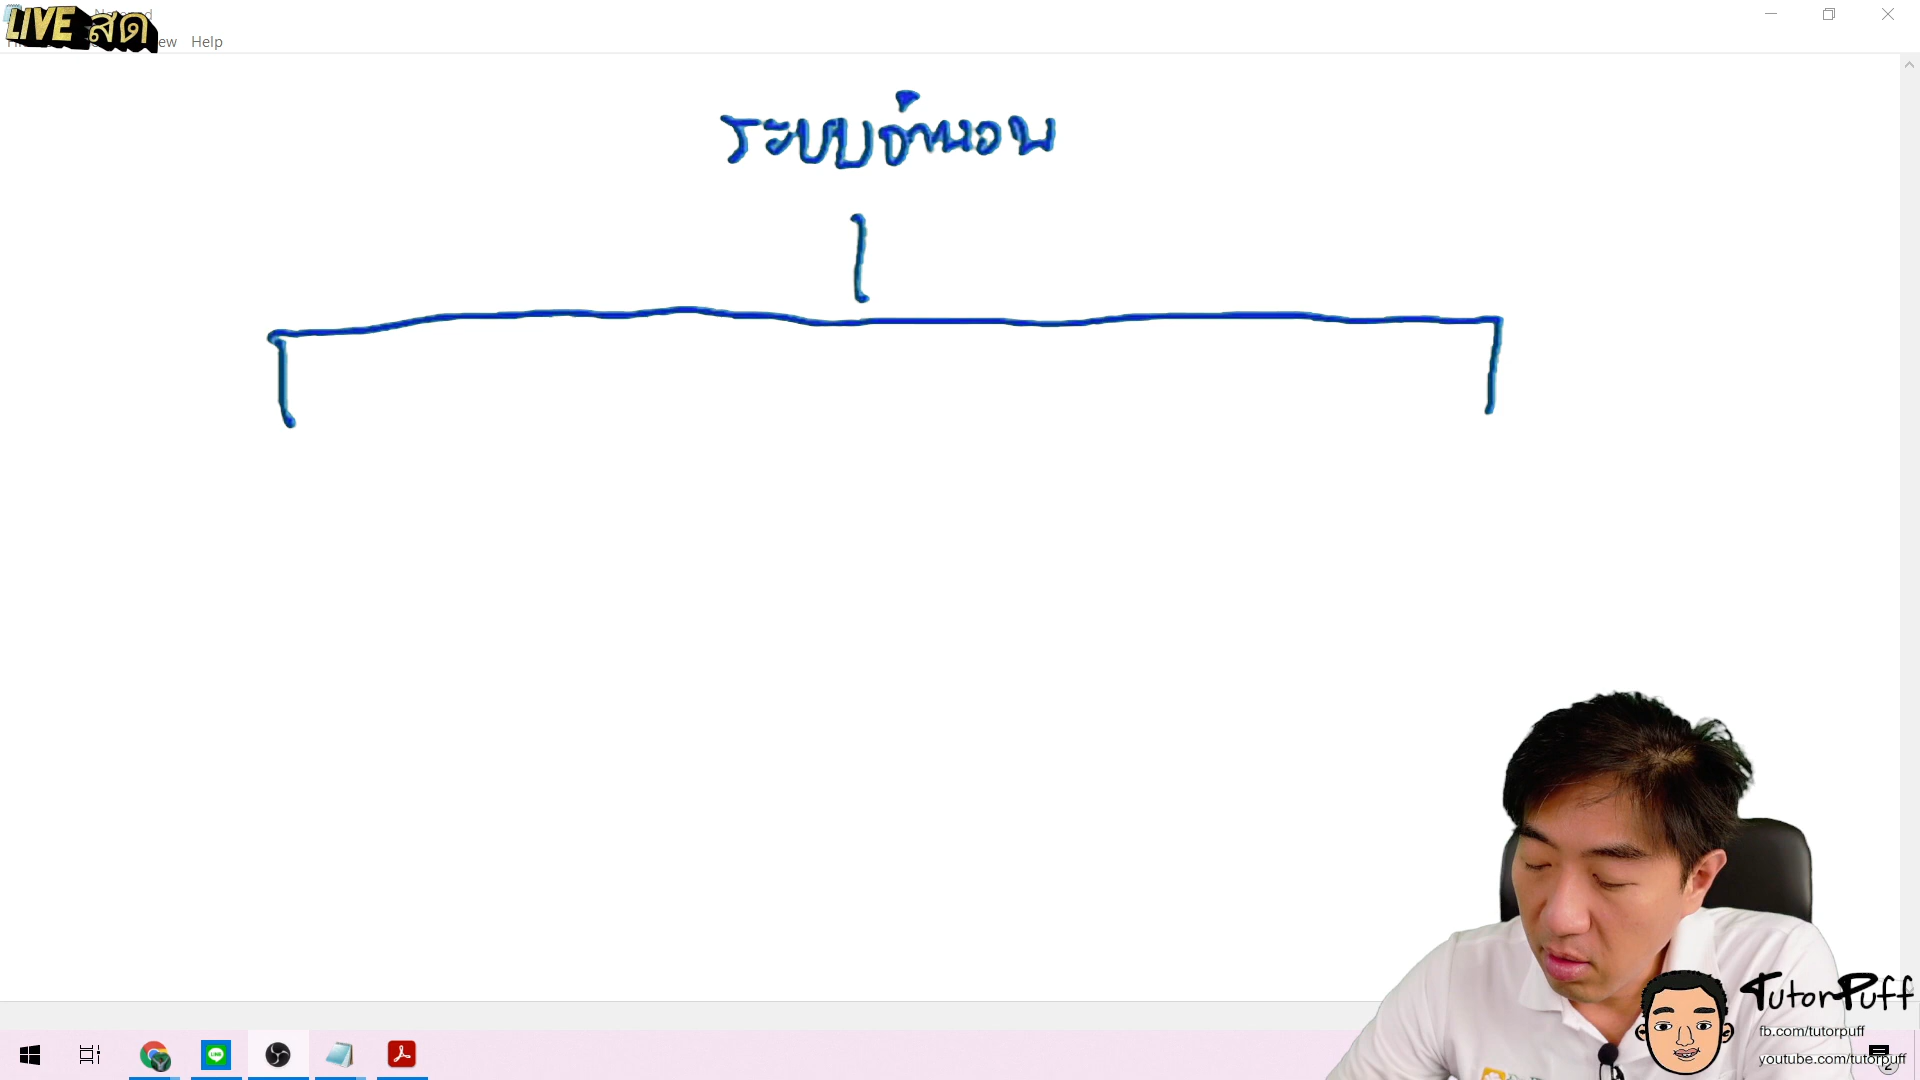 LIVE สด
Help
ระบบจำนวน
TutorPuff
fb.com/tutorpuff
youtube.com/tutorpuff
2